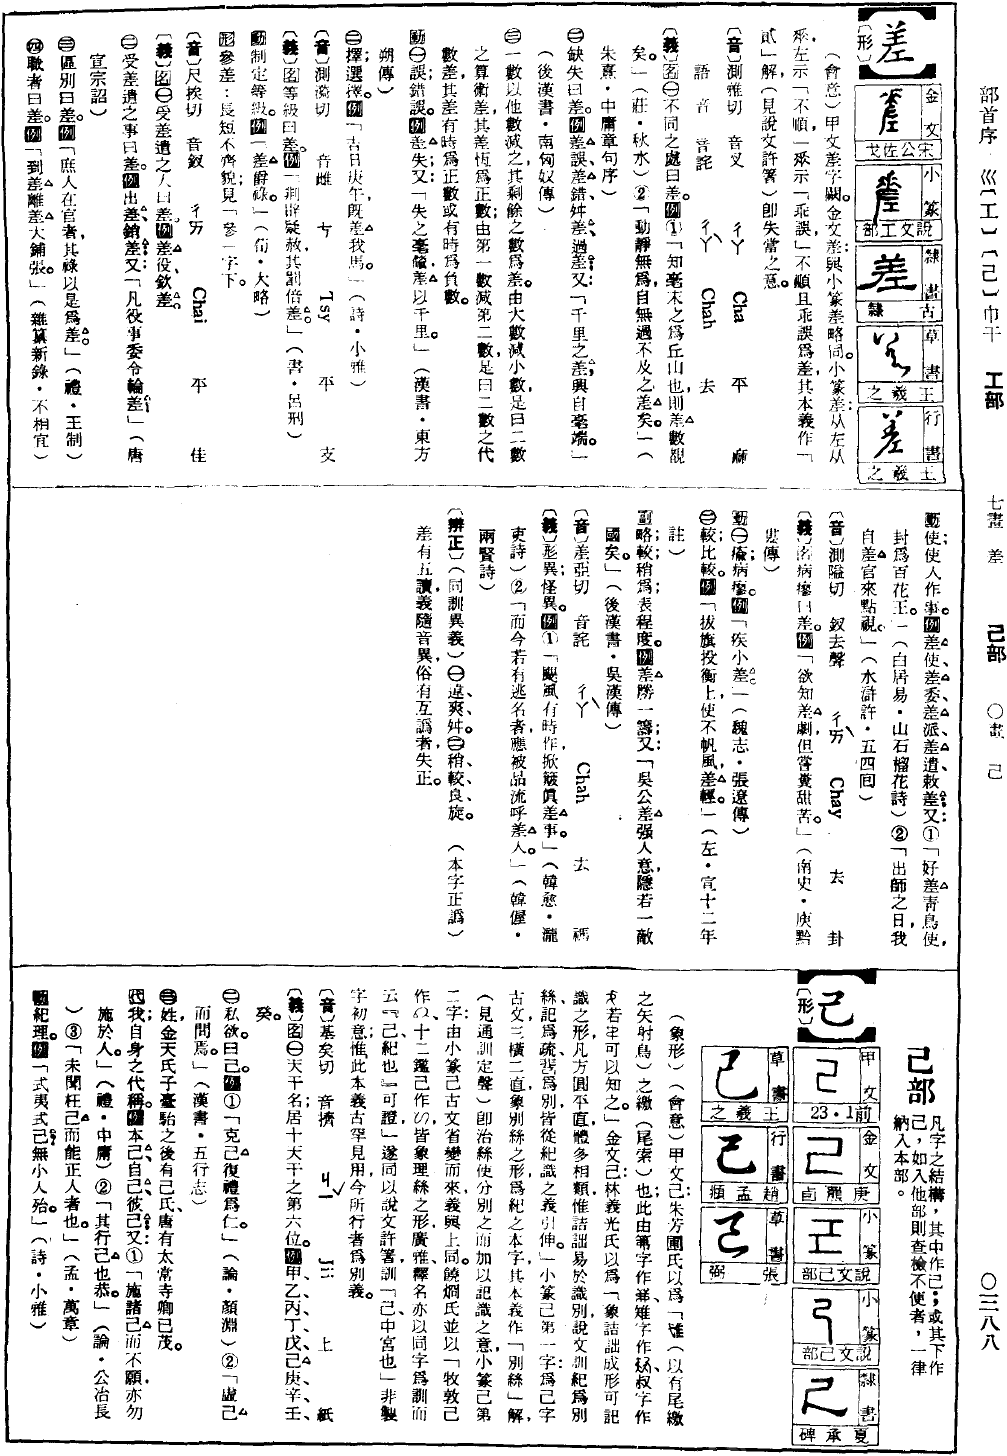 部首序 巛〔工〕〔己〕巾干 工部 七畫 差 己部 〇畫 己 〇三八八
【差】
金文 宋公佐戈
小篆 說文工部
隸書 古隸
草書 王羲之
行書 王羲之
〔形〕
（會意）甲文差字闕。金文差：與小篆差略同。小篆差：从左从
𠂹左示「不順」𠂹示「乖誤」不順且乖誤爲差，其本義作「
貳」解（見說文許箸）卽失當之意。
〔音〕測雅切 音叉 ㄔㄚ Cha 平 麻
語音 音詫 ㄔㄚˋ Chah 去
〔義〕名㊀不同之處曰差。例①「知毫末之爲丘山也，則差數覩
矣。」（莊・秋水）②「動靜無爲，自無過不及之差矣。」（
朱熹・中庸章句序）
㊁缺失曰差。差誤、差錯、舛差、過差。又「千里之差，興自毫端。」
（後漢書・南匈奴傳）
㊂一數以他數減之，其剩餘之數爲差。由大數減小數，是曰二數
之算術差，其差恆爲正數；由第一數減第二數，是曰二數之代
數差，其差有時爲正數或有時爲負數。
動㊀誤；錯誤。例差失。又「失之毫釐，差以千里。」（漢書・東方
朔傳）
㊁擇；選擇。例「吉日庚午，旣差我馬。」（詩・小雅）
〔音〕測漪切 音雌 ㄘ Tsy 平 支
〔義〕名等級曰差。例「剕辟疑赦，其罰倍差。」（書・呂刑）
動制定等級。例「差爵祿。」（荀・大略）
形參差：長短不齊貌，見「參」字下。
〔音〕尺挨切 音釵 ㄔㄞ Chai 平 佳
〔義〕名㊀受差遣之人曰差。例差役、欽差。
㊁受差遣之事曰差。例出差、銷差。又「凡役事委令輪差」（唐
宣宗詔）
㊂區別曰差。例「庶人在官者，其祿以是爲差。」（禮・王制）
㊃職者曰差。例「到差離差大鋪張。」（雜纂新錄・不相宜）
動使；使人作事。例差使、差委、差派、差遣、敕差。又①「好差靑鳥使，
封爲百花王。」（白居易・山石榴花詩）②「出師之日，我
自差官來點視。」（水滸・五四回）
〔音〕測隘切 釵去聲 ㄔㄞˋ Chay 去 卦
〔義〕名病瘳曰差。例「欲知差劇，但嘗糞甜苦。」（南史・庾黔
婁傳）
動㊀瘉；病瘳。例「疾小差。」（魏志・張遼傳）
㊁較；比較。例「拔旗投衡上，使不帆風，差輕。」（左・宣十二年
註）
副略；較；稍；爲表程度。例差勝一籌；又「吳公差强人意，隱若一敵
國矣。」（後漢書・吳漢傳）
〔音〕差亞切 音詫 ㄔㄚˋ Chah 去 禡
〔義〕形異；怪異。例①「颶風有時作，掀簸眞差事。」（韓愈・瀧
吏詩）②「而今若有逃名者，應被品流呼差人。」（韓偓・
兩賢詩）
〔辨正〕（同訓異義）㊀違、爽、舛。㊁稍、較、良、旋。（本字正譌）
差有五讀，義隨音異，俗有互譌者，失正。
己部 凡字之結構，其中作己；或其下作
己，如入他部則查檢不便者，一律
納入本部。
【己】
甲文 前1・23
金文 庚羆卣
小篆 說文己部
小篆 說文己部
隸書 夏承碑
草書 王羲之
行書 趙孟頫
草書 張弼
〔形〕
（象形）（會意）甲文己：朱芳圃氏以爲「雉（以有尾繳
之矢射鳥）之繳（尾索）也，此由第字作，雉字作，叔字作
若可以知之。」金文己：林義光氏以爲「象詰詘成形可記
識之形，凡方圓平直，體多相類，惟詰詘易於識別，說文訓紀爲別
絲，記爲疏，㠱爲別，皆從紀識之義引伸。」小篆己第一字：爲己字
古文，三橫二直，象別絲之形，爲紀之本字，其本義作「別絲」解，
（見通訓定聲）卽治絲使分別之而加以記識之意，小篆己第
二字由小篆己古文省變而來，義與上同。饒炯氏並以「牧敦己
作，十二鑑己作，皆象理絲之形，廣雅、釋名亦以同字爲訓而
云『己，紀也。』可證」遂同以說文許箸訓「己，中宮也」非製
字初意。惟此本義古罕見用，今所行者爲別義。
〔音〕基矣切 音擠 ㄐㄧˇ Jii 上 紙
〔義〕名㊀天干名，居十天干之第六位。例甲、乙、丙、丁、戊、己、庚、辛、壬、
癸。
㊁私欲曰己。例①「克己復禮爲仁。」（論・顏淵）②「虛己
而問焉。」（漢書・五行志）
㊂姓，金天氏子臺駘之後有己氏，唐有太常寺卿己茂。
代我；自身之代稱。例本己、自己、彼己。又①「施諸己而不願，亦勿
施於人。」（禮・中庸）②「其行己也恭。」（論・公冶長
）③「未聞枉己而能正人者也。」（孟・萬章）
動紀理。例「式夷式己，無小人殆。」（詩・小雅）